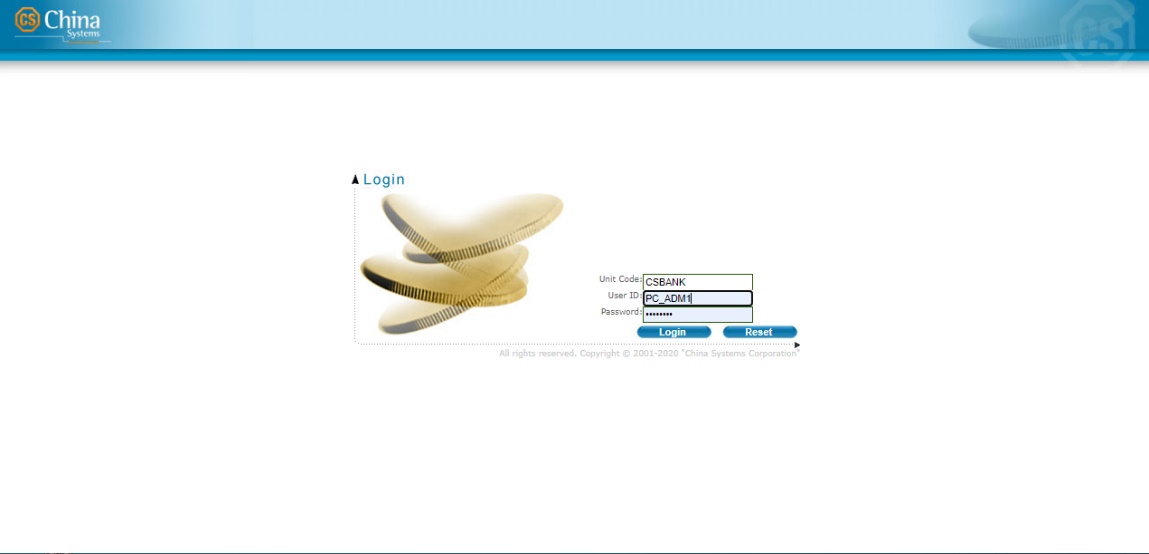 CS China
Systems
CS
Login
Unit Code: CSBANK
User ID: PC_ADM1
Password: ••••••••
Login Reset
All rights reserved. Copyright © 2001-2020 "China Systems Corporation"